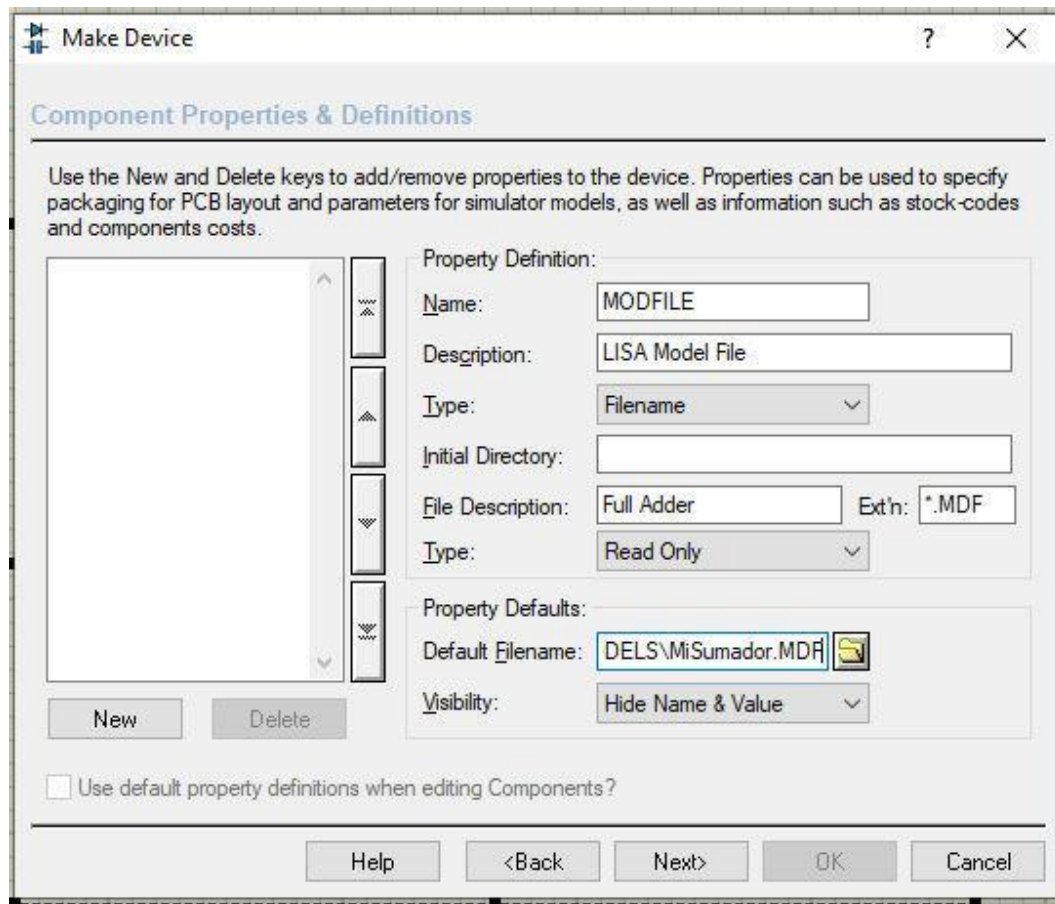 Make Device
?
Component Properties & Definitions
Use the New and Delete keys to add/remove properties to the device. Properties can be used to specify
packaging for PCB layout and parameters for simulator models, as well as information such as stock-codes
and components costs.
Property Definition:
Name: MODFILE
Description: LISA Model File
Type: Filename
Initial Directory:
File Description: Full Adder Ext'n: *.MDF
Type: Read Only
Property Defaults:
Default Filename: DELS\MiSumador.MDF
Visibility: Hide Name & Value
New Delete
Use default property definitions when editing Components?
Help <Back Next> OK Cancel